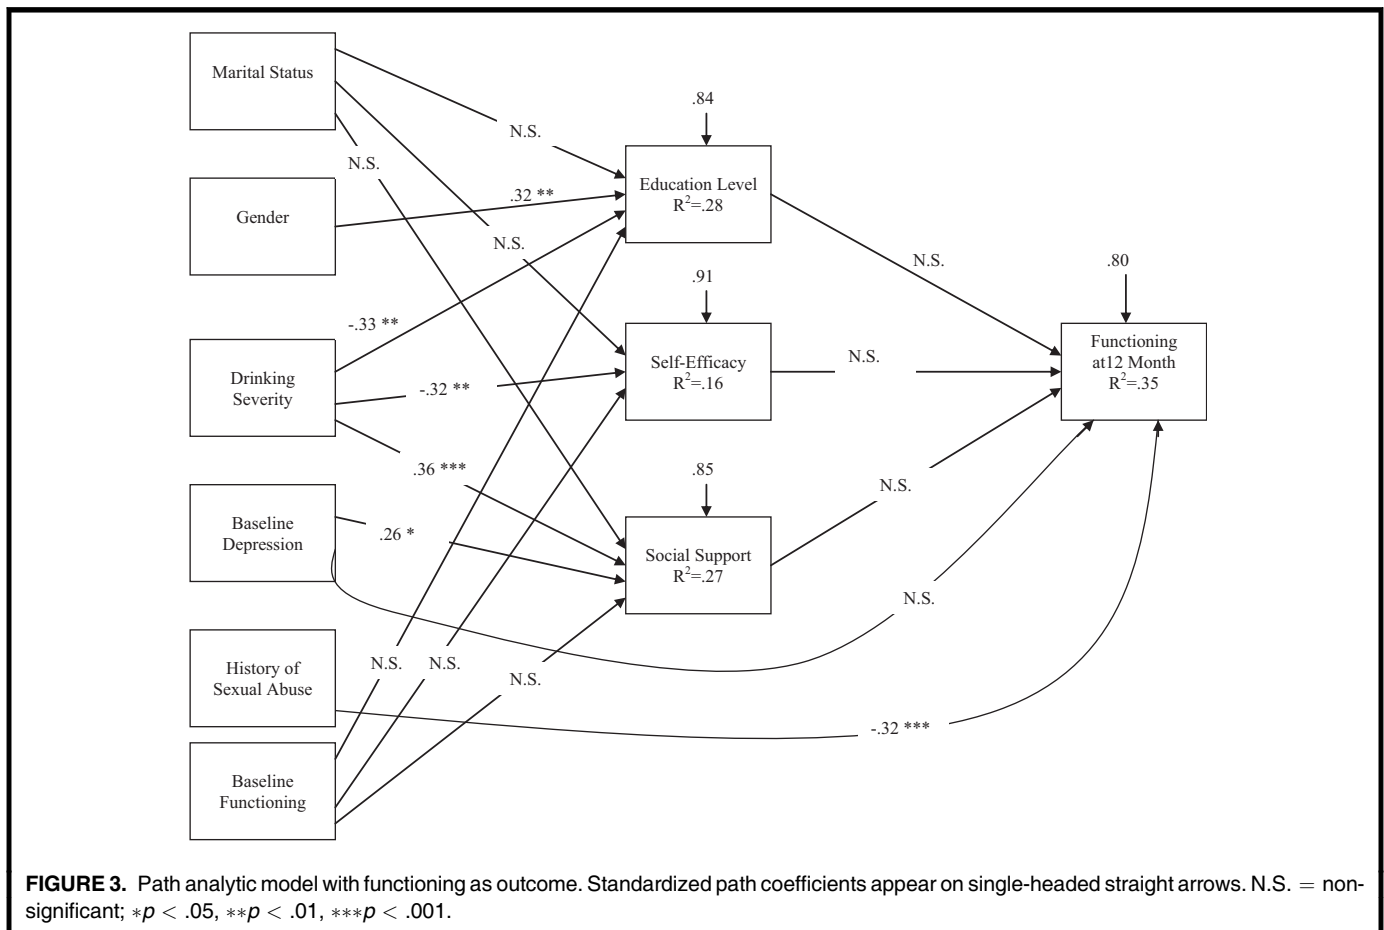 Marital Status
.84
N.S.
N.S.
Education Level
R²=.28
.32 **
Gender
N.S.
N.S.
.80
.91
-.33 **
Functioning
at12 Month
R²=.35
Self-Efficacy
R²=.16
N.S.
Drinking
Severity
-.32 **
.36 ***
.85
N.S.
Baseline
Depression
.26 *
Social Support
R²=.27
N.S.
N.S.
N.S.
N.S.
History of
Sexual Abuse
-.32 ***
Baseline
Functioning
FIGURE 3. Path analytic model with functioning as outcome. Standardized path coefficients appear on single-headed straight arrows. N.S. = non-
significant; *p < .05, **p < .01, ***p < .001.